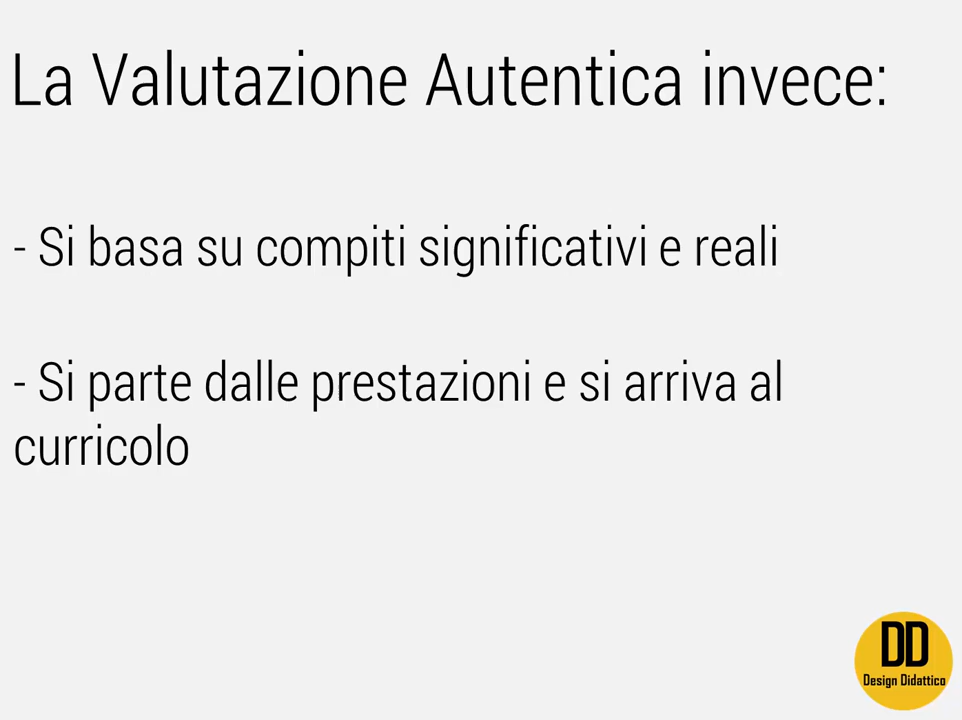 La Valutazione Autentica invece:
- Si basa su compiti significativi e reali
- Si parte dalle prestazioni e si arriva al
curricolo
DD
Design Didattico